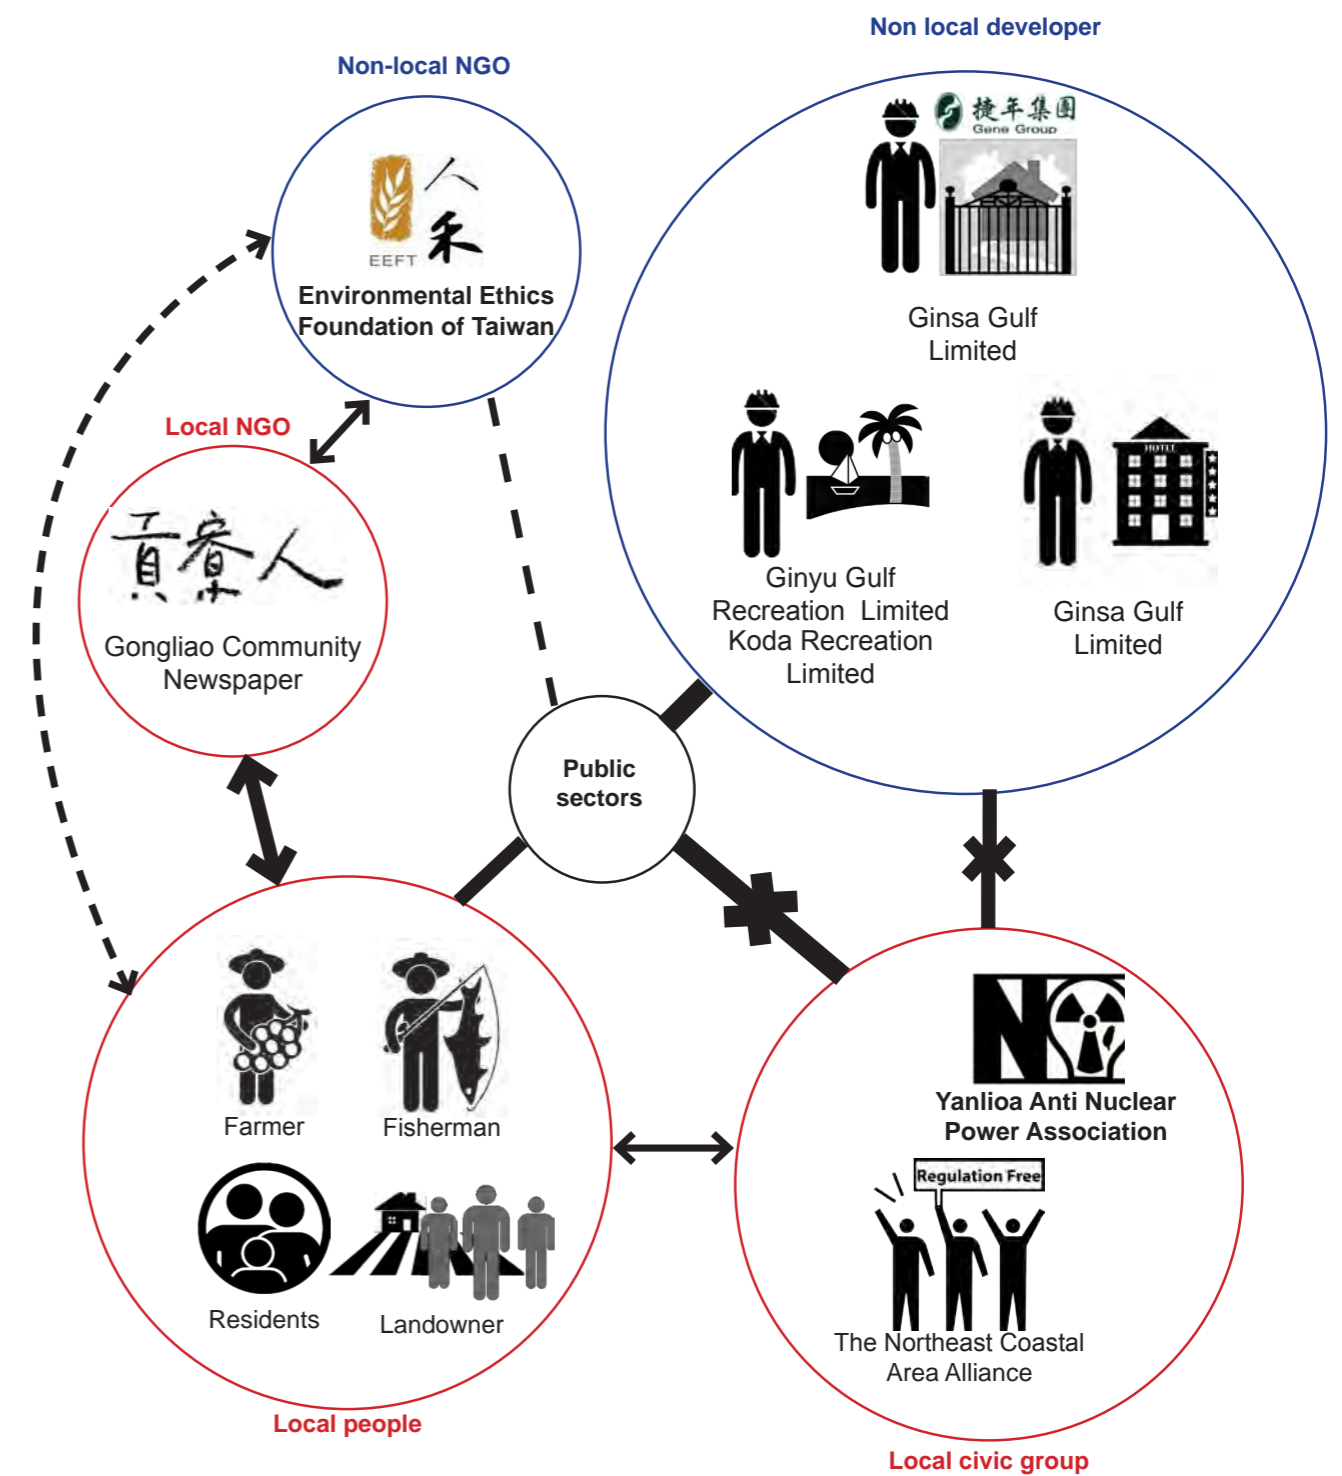 Non local developer
Non-local NGO
捷年集團
Gene Group
人
禾
EEFT
Environmental Ethics
Foundation of Taiwan
Ginsa Gulf
Limited
Local NGO
HOTEL
貢寮人
Gongliao Community
Newspaper
Ginyu Gulf
Recreation Limited
Koda Recreation
Limited
Ginsa Gulf
Limited
Public
sectors
Farmer
Fisherman
Residents
Landowner
Local people
NO
Yanlioa Anti Nuclear
Power Association
Regulation Free
The Northeast Coastal
Area Alliance
Local civic group